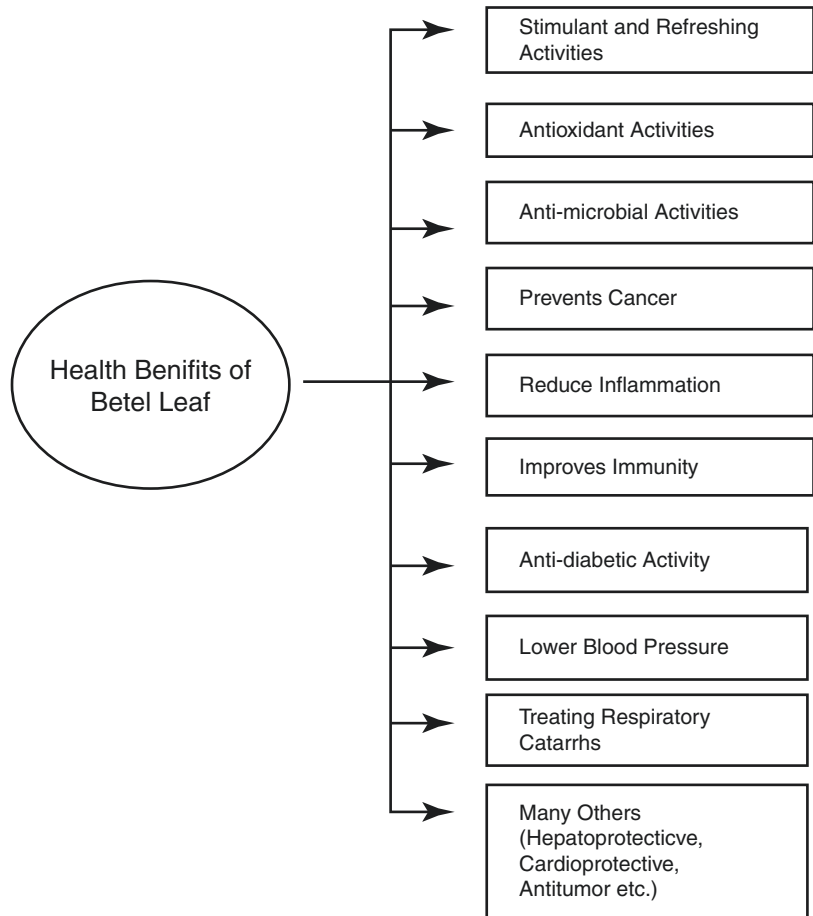 Stimulant and Refreshing
Activities
Antioxidant Activities
Anti-microbial Activities
Prevents Cancer
Health Benifits of
Betel Leaf
Reduce Inflammation
Improves Immunity
Anti-diabetic Activity
Lower Blood Pressure
Treating Respiratory
Catarrhs
Many Others
(Hepatoprotecticve,
Cardioprotective,
Antitumor etc.)